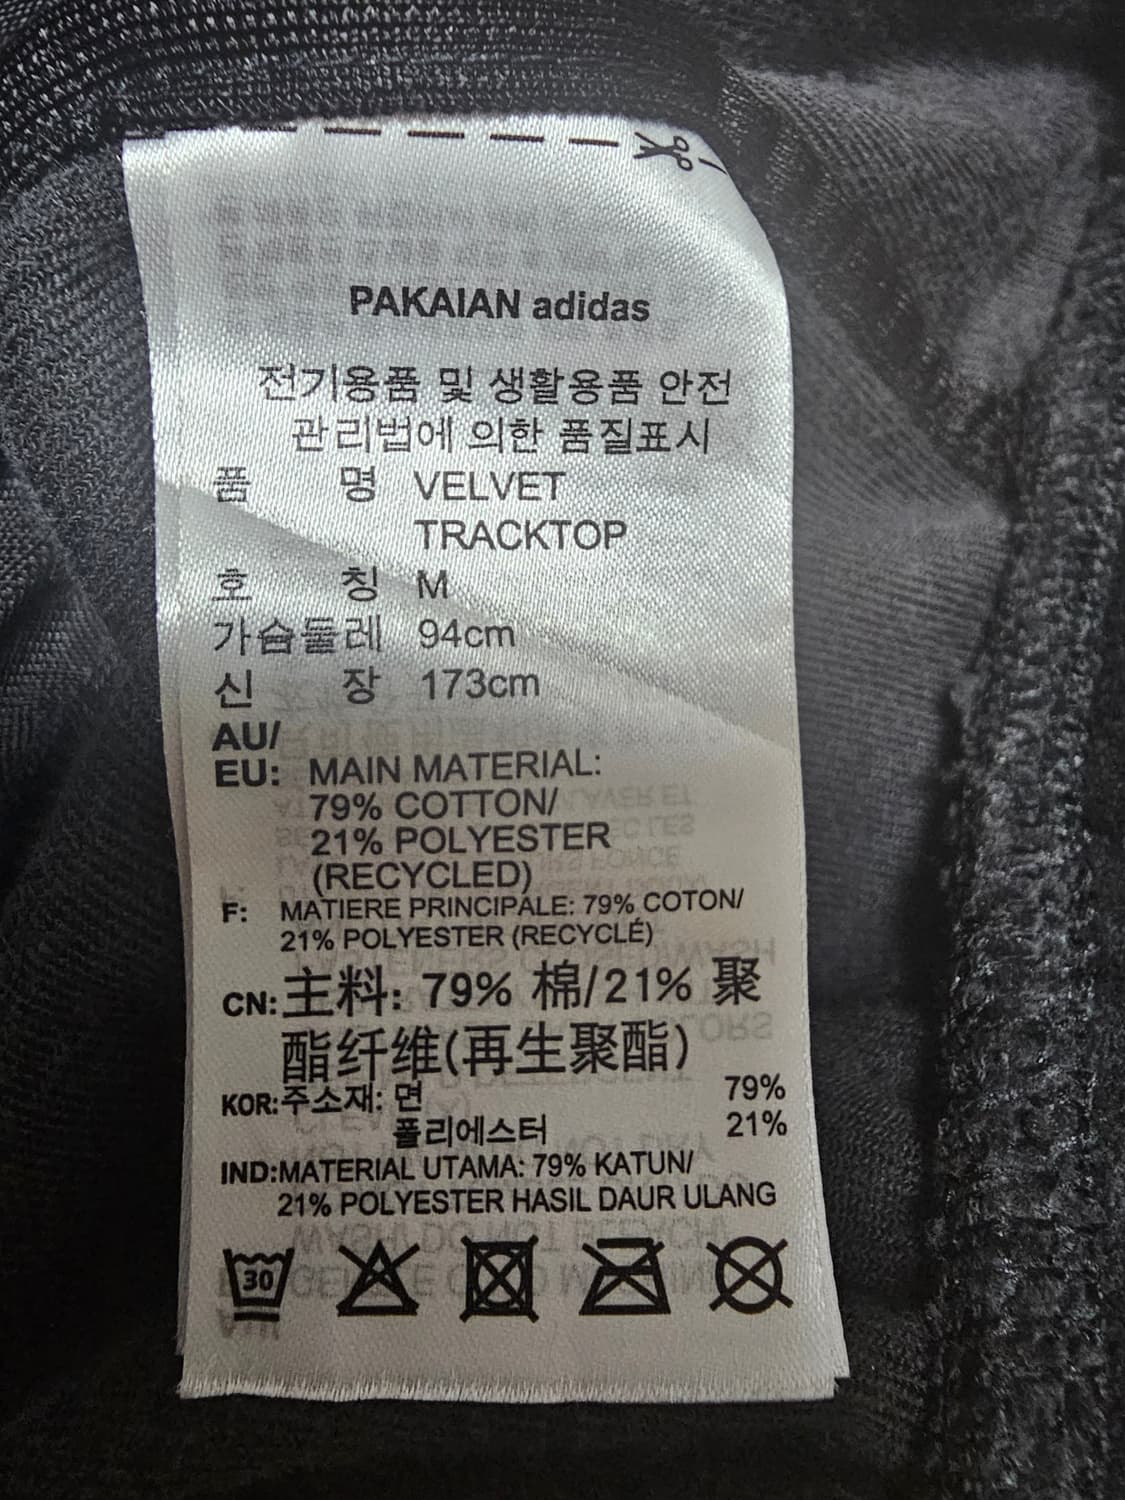 PAKAIAN adidas
전기용품 및 생활용품 안전
관리법에 의한 품질표시
품 명 VELVET
TRACKTOP
호 칭 M
가슴둘레 94cm
신 장 173cm
AU/
EU: MAIN MATERIAL:
79% COTTON/
21% POLYESTER
(RECYCLED)
F: MATIERE PRINCIPALE: 79% COTON/
21% POLYESTER (RECYCLÉ)
CN: 主料: 79% 棉/21% 聚
酯纤维(再生聚酯)
KOR: 주소재: 면 79%
폴리에스터 21%
IND: MATERIAL UTAMA: 79% KATUN/
21% POLYESTER HASIL DAUR ULANG
30